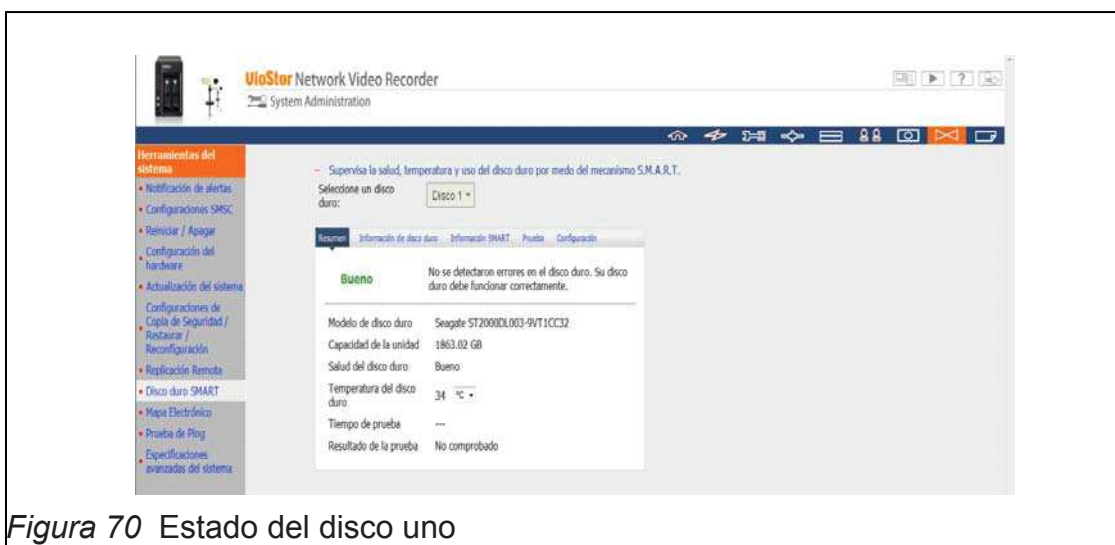 VioStor Network Video Recorder
System Administration
Herramientas del
sistema
Notificación de alertas
Configuraciones SMSC
Reiniciar / Apagar
Configuración del
hardware
Actualización del sistema
Configuraciones de
Copia de Seguridad /
Restaurar /
Reconfiguración
Replicación Remota
Disco duro SMART
Mapa Electrónico
Prueba de Ping
Especificaciones
avanzadas del sistema
– Supervisa la salud, temperatura y uso del disco duro por medo del mecanismo S.M.A.R.T.
Seleccione un disco
duro:
Disco 1
Resumen Información de disco duro Información SMART Prueba Configuración
Bueno
No se detectaron errores en el disco duro. Su disco
duro debe funcionar correctamente.
Modelo de disco duro Seagate ST2000DL003-9VT1CC32
Capacidad de la unidad 1863.02 GB
Salud del disco duro Bueno
Temperatura del disco
duro
34 ºC
Tiempo de prueba ---
Resultado de la prueba No comprobado
Figura 70 Estado del disco uno